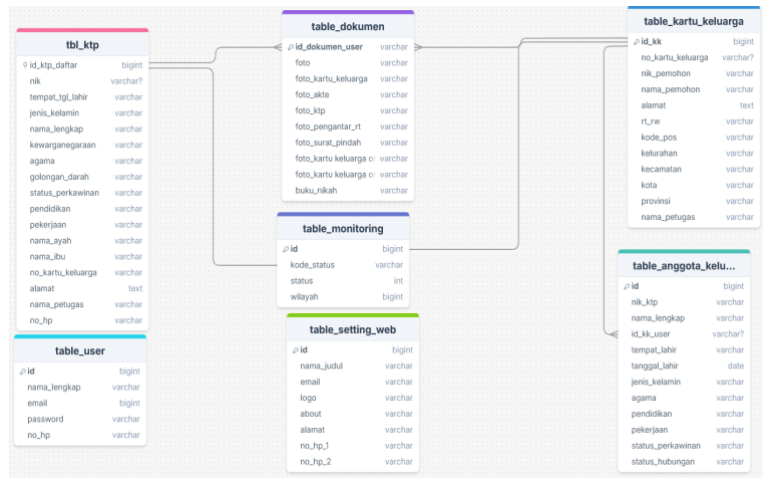 tbl_ktp
id_ktp_daftar bigint
nik varchar?
tempat_tgl_lahir varchar
jenis_kelamin varchar
nama_lengkap varchar
kewarganegaraan varchar
agama varchar
golongan_darah varchar
status_perkawinan varchar
pendidikan varchar
pekerjaan varchar
nama_ayah varchar
nama_ibu varchar
no_kartu_keluarga varchar
alamat text
nama_petugas varchar
no_hp varchar
table_user
id bigint
nama_lengkap varchar
email bigint
password varchar
no_hp varchar
table_dokumen
id_dokumen_user varchar
foto varchar
foto_kartu_keluarga varchar
foto_akte varchar
foto_ktp varchar
foto_pengantar_rt varchar
foto_surat_pindah varchar
foto_kartu keluarga o varchar
foto_kartu keluarga o varchar
buku_nikah varchar
table_monitoring
id bigint
kode_status varchar
status int
wilayah bigint
table_setting_web
id bigint
nama_judul varchar
email varchar
logo varchar
about varchar
alamat varchar
no_hp_1 varchar
no_hp_2 varchar
table_kartu_keluarga
id_kk bigint
no_kartu_keluarga varchar?
nik_pemohon varchar
nama_pemohon varchar
alamat text
rt_rw varchar
kode_pos varchar
kelurahan varchar
kecamatan varchar
kota varchar
provinsi varchar
nama_petugas varchar
table_anggota_kelu...
id bigint
nik_ktp varchar
nama_lengkap varchar
id_kk_user varchar?
tempat_lahir varchar
tanggal_lahir date
jenis_kelamin varchar
agama varchar
pendidikan varchar
pekerjaan varchar
status_perkawinan varchar
status_hubungan varchar